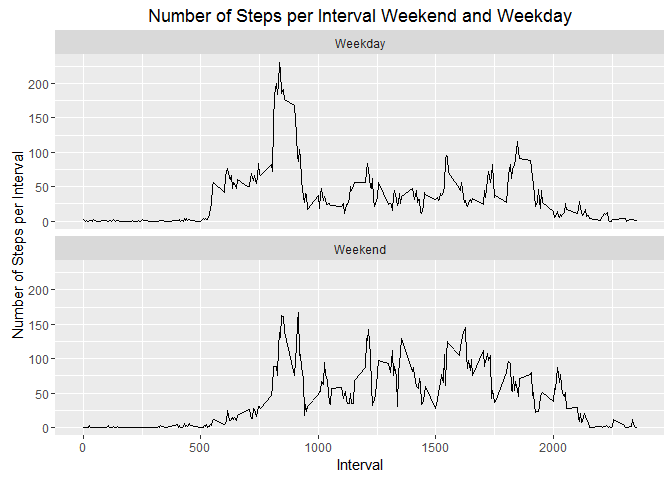 Number of Steps per Interval Weekend and Weekday
Weekday
200
150
100
50
0
Weekend
200
150
100
50
0
Number of Steps per Interval
0 500 1000 1500 2000
Interval